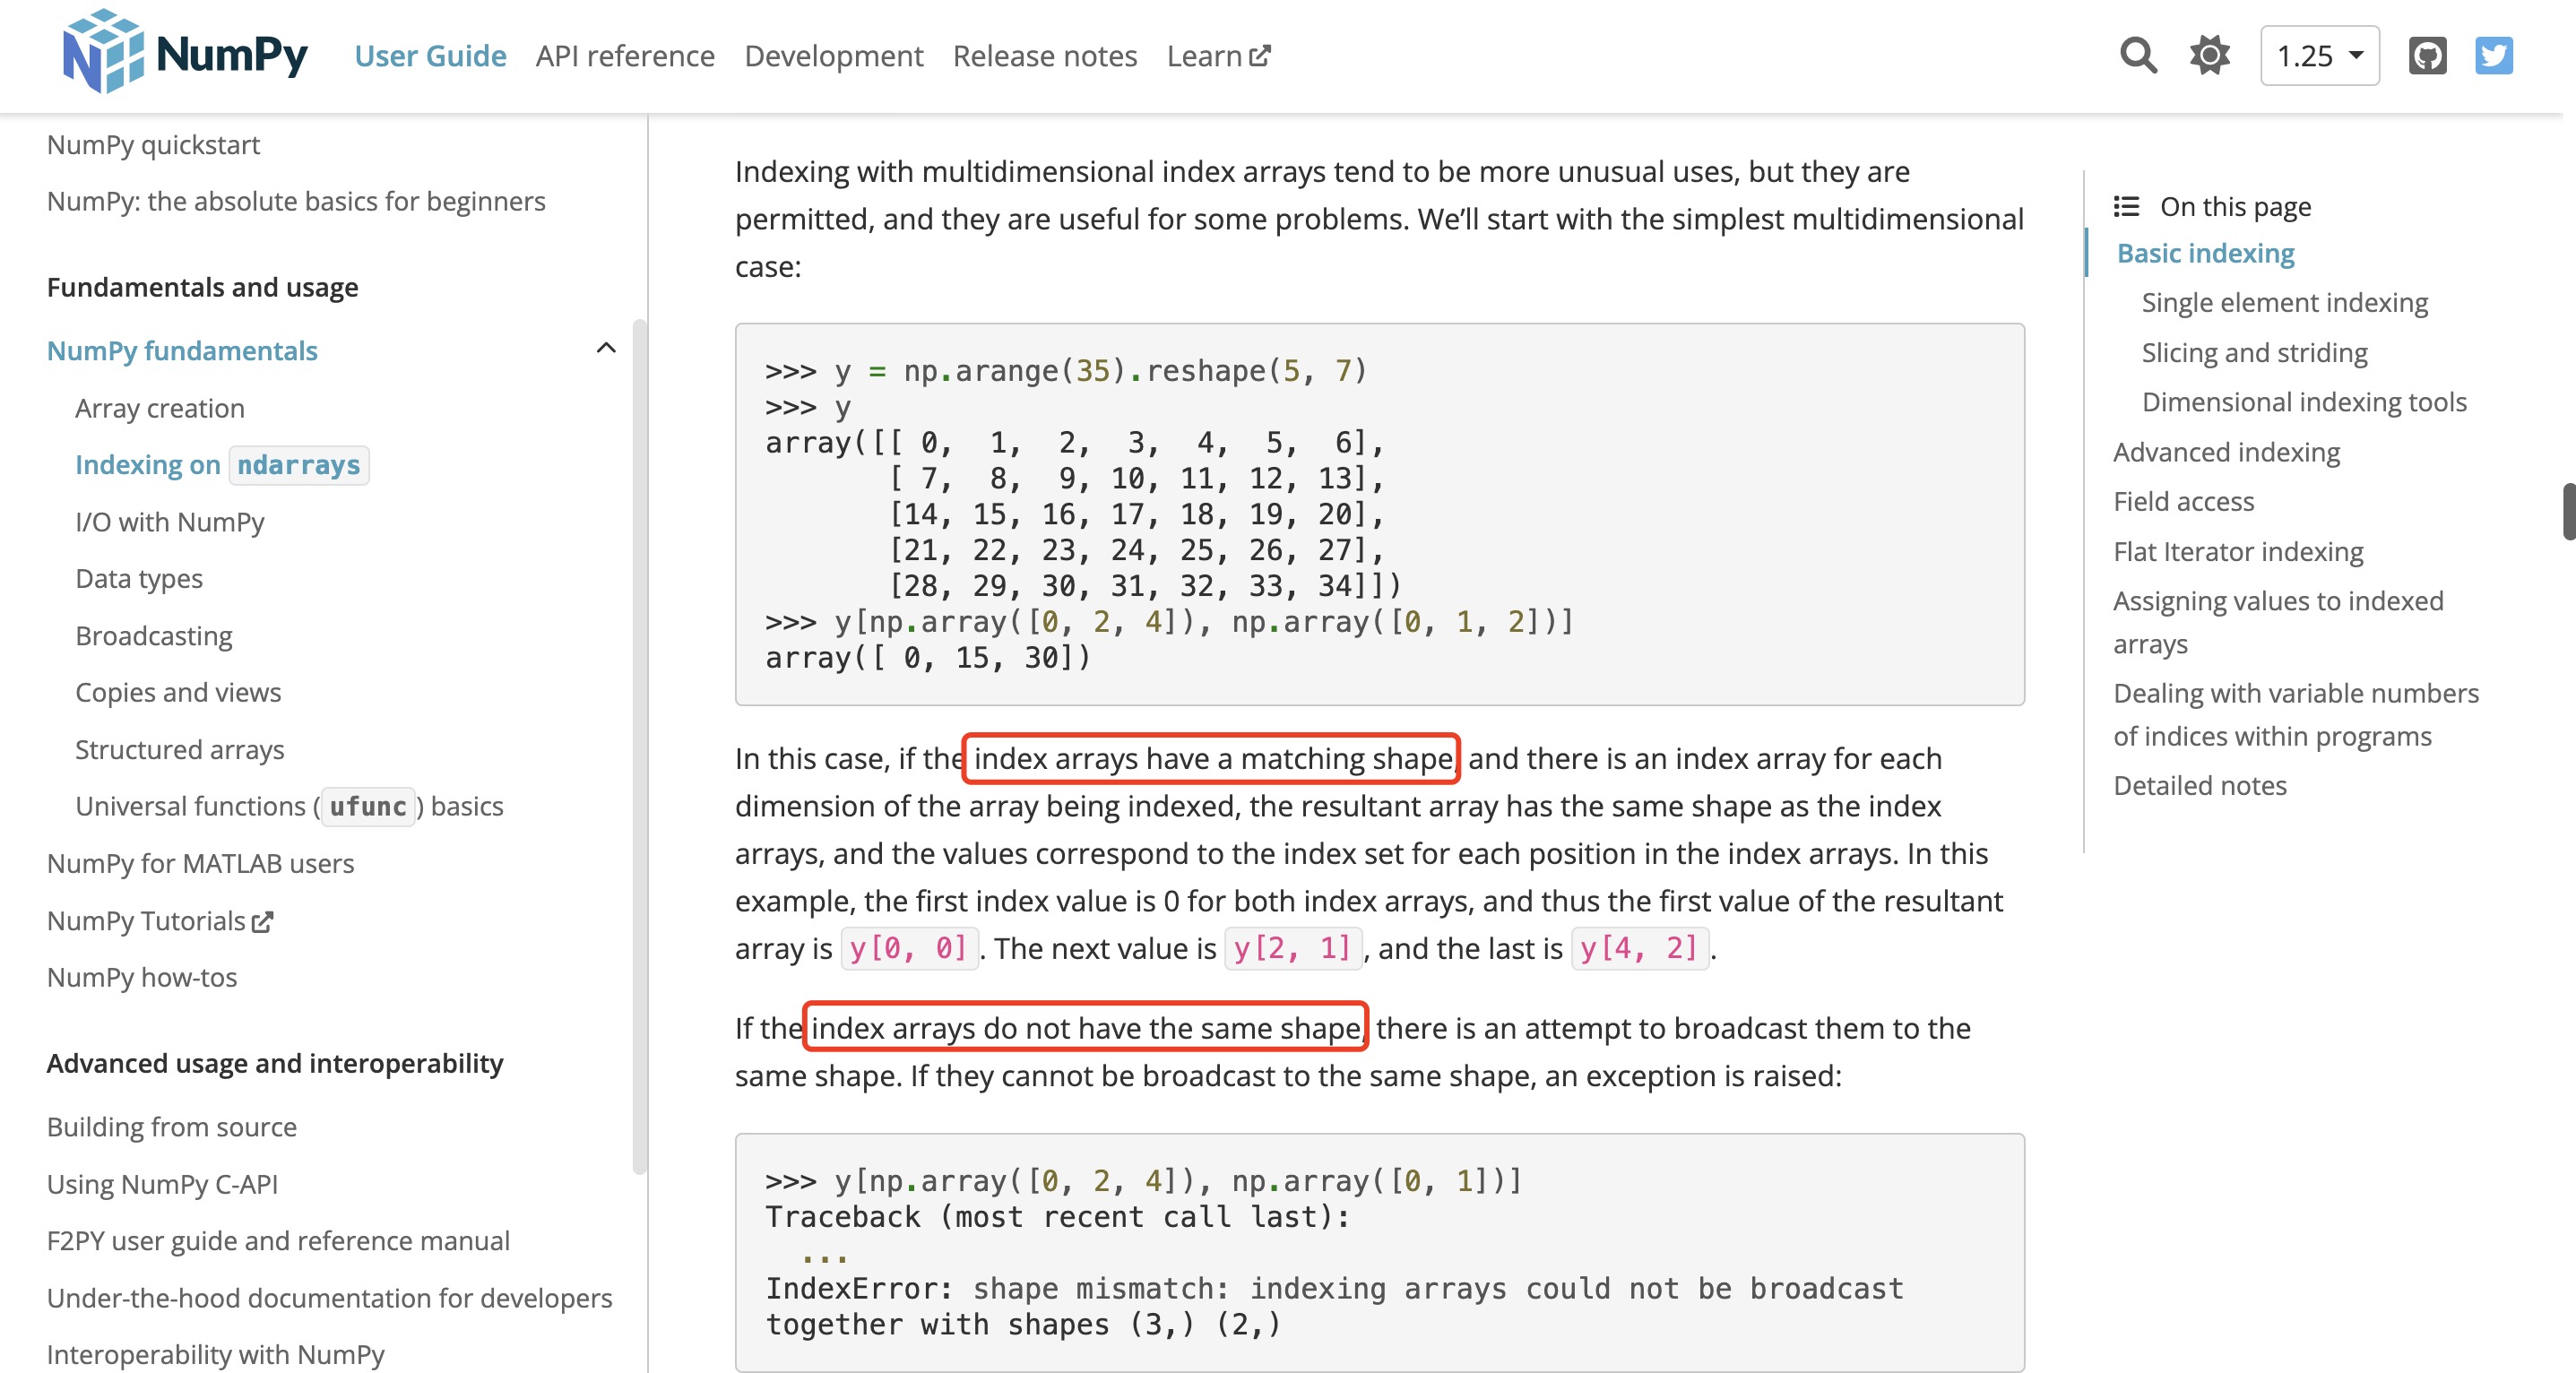 NumPy User Guide API reference Development Release notes Learn 1.25
NumPy quickstart
NumPy: the absolute basics for beginners
Fundamentals and usage
NumPy fundamentals
Array creation
Indexing on ndarrays
I/O with NumPy
Data types
Broadcasting
Copies and views
Structured arrays
Universal functions (ufunc) basics
NumPy for MATLAB users
NumPy Tutorials
NumPy how-tos
Advanced usage and interoperability
Building from source
Using NumPy C-API
F2PY user guide and reference manual
Under-the-hood documentation for developers
Interoperability with NumPy
Indexing with multidimensional index arrays tend to be more unusual uses, but they are
permitted, and they are useful for some problems. We’ll start with the simplest multidimensional
case:
>>> y = np.arange(35).reshape(5, 7)
>>> y
array([[ 0,  1,  2,  3,  4,  5,  6],
       [ 7,  8,  9, 10, 11, 12, 13],
       [14, 15, 16, 17, 18, 19, 20],
       [21, 22, 23, 24, 25, 26, 27],
       [28, 29, 30, 31, 32, 33, 34]])
>>> y[np.array([0, 2, 4]), np.array([0, 1, 2])]
array([ 0, 15, 30])
In this case, if the index arrays have a matching shape, and there is an index array for each
dimension of the array being indexed, the resultant array has the same shape as the index
arrays, and the values correspond to the index set for each position in the index arrays. In this
example, the first index value is 0 for both index arrays, and thus the first value of the resultant
array is y[0, 0]. The next value is y[2, 1], and the last is y[4, 2].
If the index arrays do not have the same shape, there is an attempt to broadcast them to the
same shape. If they cannot be broadcast to the same shape, an exception is raised:
>>> y[np.array([0, 2, 4]), np.array([0, 1])]
Traceback (most recent call last):
  ...
IndexError: shape mismatch: indexing arrays could not be broadcast
together with shapes (3,) (2,)
On this page
Basic indexing
Single element indexing
Slicing and striding
Dimensional indexing tools
Advanced indexing
Field access
Flat Iterator indexing
Assigning values to indexed
arrays
Dealing with variable numbers
of indices within programs
Detailed notes